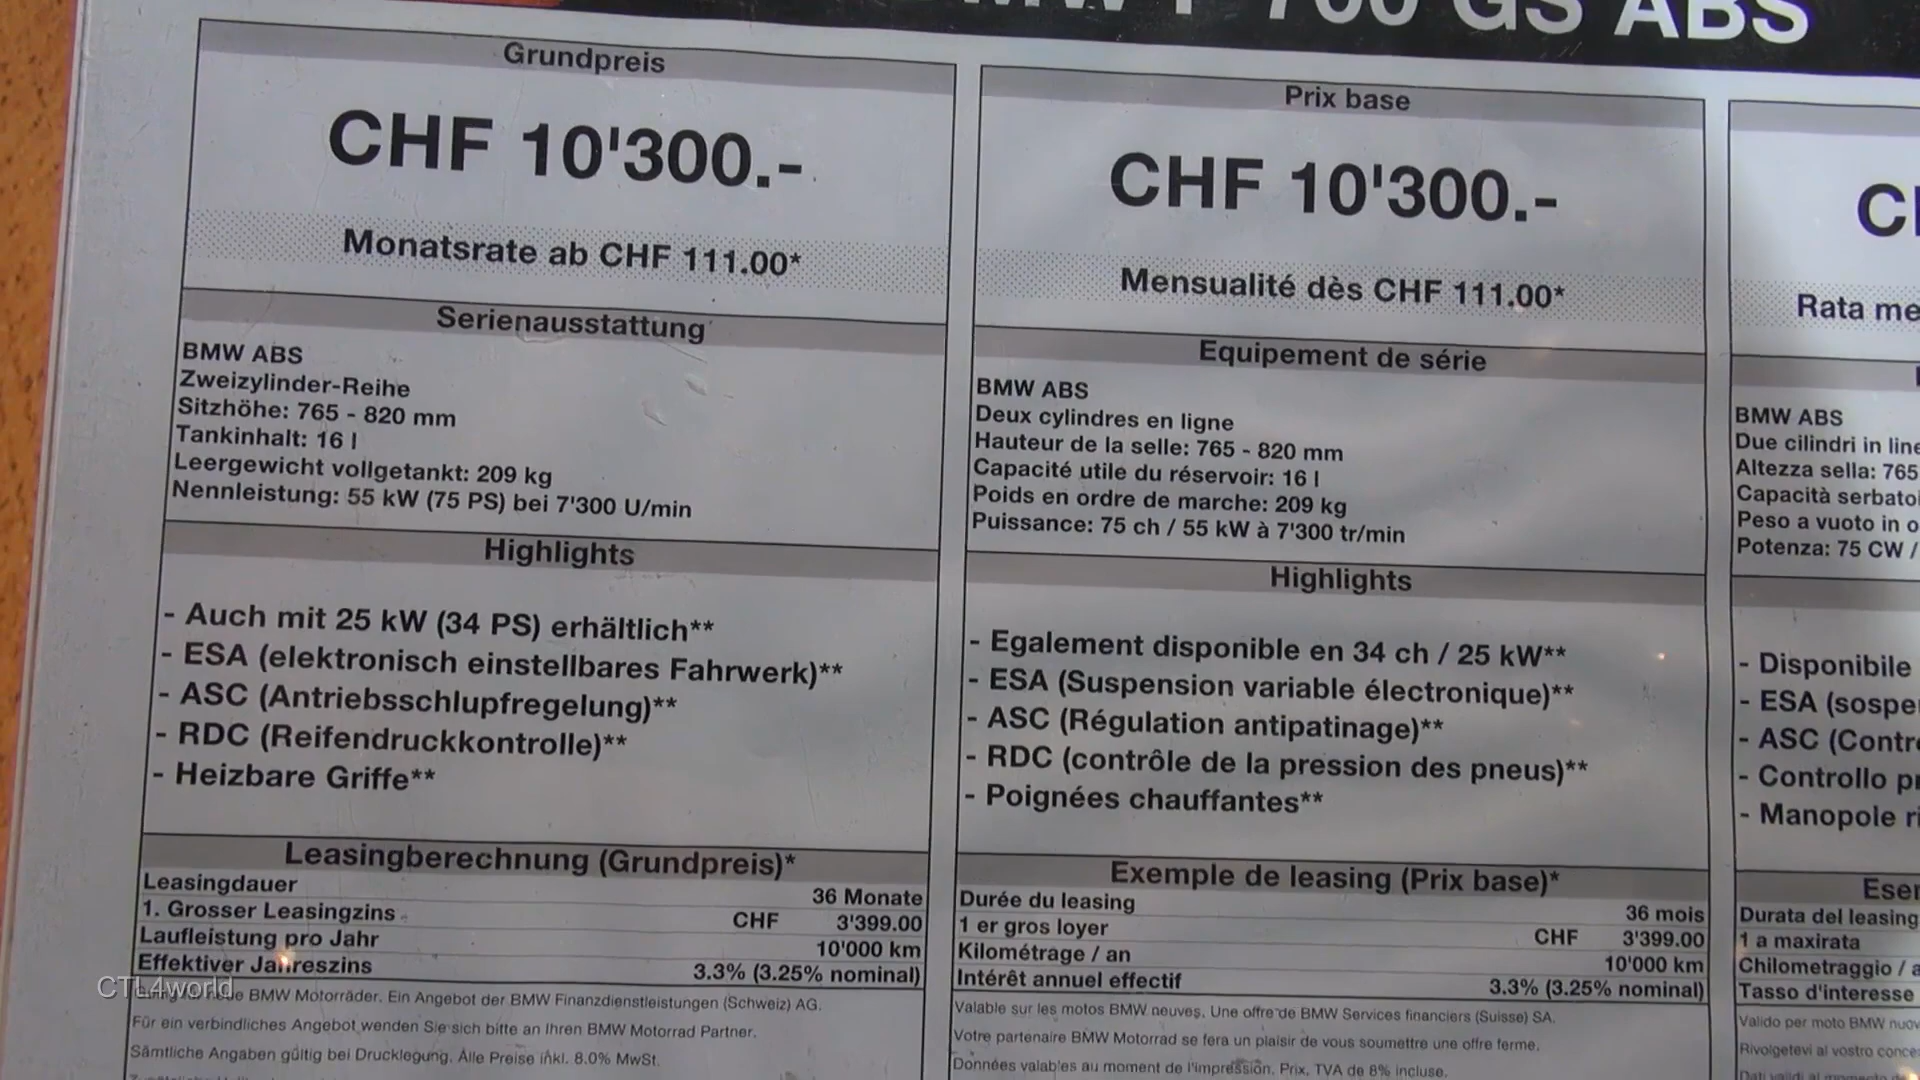 700 GS ABS
Grundpreis
CHF 10'300.-
Monatsrate ab CHF 111.00*
Serienausstattung
BMW ABS
Zweizylinder-Reihe
Sitzhöhe: 765 - 820 mm
Tankinhalt: 16 l
Leergewicht vollgetankt: 209 kg
Nennleistung: 55 kW (75 PS) bei 7'300 U/min
Highlights
- Auch mit 25 kW (34 PS) erhältlich**
- ESA (elektronisch einstellbares Fahrwerk)**
- ASC (Antriebsschlupfregelung)**
- RDC (Reifendruckkontrolle)**
- Heizbare Griffe**
Leasingberechnung (Grundpreis)*
Leasingdauer 36 Monate
1. Grosser Leasingzins CHF 3'399.00
Laufleistung pro Jahr 10'000 km
Effektiver Jahreszins 3.3% (3.25% nominal)
BMW Motorräder. Ein Angebot der BMW Finanzdienstleistungen (Schweiz) AG.
Für ein verbindliches Angebot wenden Sie sich bitte an Ihren BMW Motorrad Partner.
Sämtliche Angaben gültig bei Drucklegung. Alle Preise inkl. 8.0% MwSt.
Prix base
CHF 10'300.-
Mensualité dès CHF 111.00*
Equipement de série
BMW ABS
Deux cylindres en ligne
Hauteur de la selle: 765 - 820 mm
Capacité utile du réservoir: 16 l
Poids en ordre de marche: 209 kg
Puissance: 75 ch / 55 kW à 7'300 tr/min
Highlights
- Egalement disponible en 34 ch / 25 kW**
- ESA (Suspension variable électronique)**
- ASC (Régulation antipatinage)**
- RDC (contrôle de la pression des pneus)**
- Poignées chauffantes**
Exemple de leasing (Prix base)*
Durée du leasing 36 mois
1 er gros loyer CHF 3'399.00
Kilométrage / an 10'000 km
Intérêt annuel effectif 3.3% (3.25% nominal)
Valable sur les motos BMW neuves. Une offre de BMW Services financiers (Suisse) SA.
Votre partenaire BMW Motorrad se fera un plaisir de vous soumettre une offre ferme.
Données valables au moment de l'impression. Prix, TVA de 8% incluse.
Rata me
BMW ABS
Due cilindri in line
Altezza sella: 765
Capacità serbatoi
Peso a vuoto in o
Potenza: 75 CW /
- Disponibile
- ESA (sospe
- ASC (Contro
- Controllo pr
- Manopole ri
Eser
Durata del leasing
1 a maxirata
Chilometraggio / a
Tasso d'interesse
Valido per moto BMW nuov
Rivolgetevi al vostro conces
CTL4world